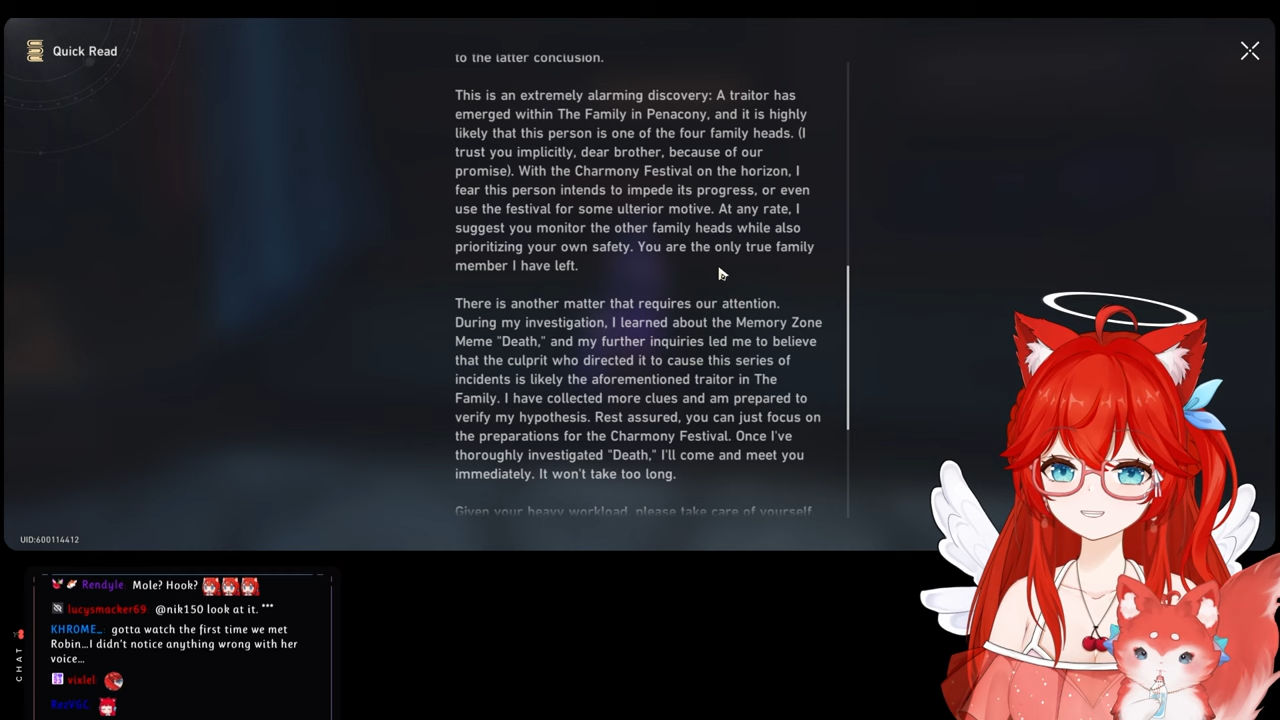 Quick Read
to the latter conclusion.
This is an extremely alarming discovery: A traitor has
emerged within The Family in Penacony, and it is highly
likely that this person is one of the four family heads. (I
trust you implicitly, dear brother, because of our
promise). With the Charmony Festival on the horizon, I
fear this person intends to impede its progress, or even
use the festival for some ulterior motive. At any rate, I
suggest you monitor the other family heads while also
prioritizing your own safety. You are the only true family
member I have left.
There is another matter that requires our attention.
During my investigation, I learned about the Memory Zone
Meme "Death," and my further inquiries led me to believe
that the culprit who directed it to cause this series of
incidents is likely the aforementioned traitor in The
Family. I have collected more clues and am prepared to
verify my hypothesis. Rest assured, you can just focus on
the preparations for the Charmony Festival. Once I've
thoroughly investigated "Death," I'll come and meet you
immediately. It won't take too long.
Given your heavy workload, please take care of yourself
UID:600114412
CHAT
Rendyle Mole? Hook?
lucysmacker69 @nik150 look at it. ***
KHROME_: gotta watch the first time we met
Robin...I didn't notice anything wrong with her
voice...
vixlel